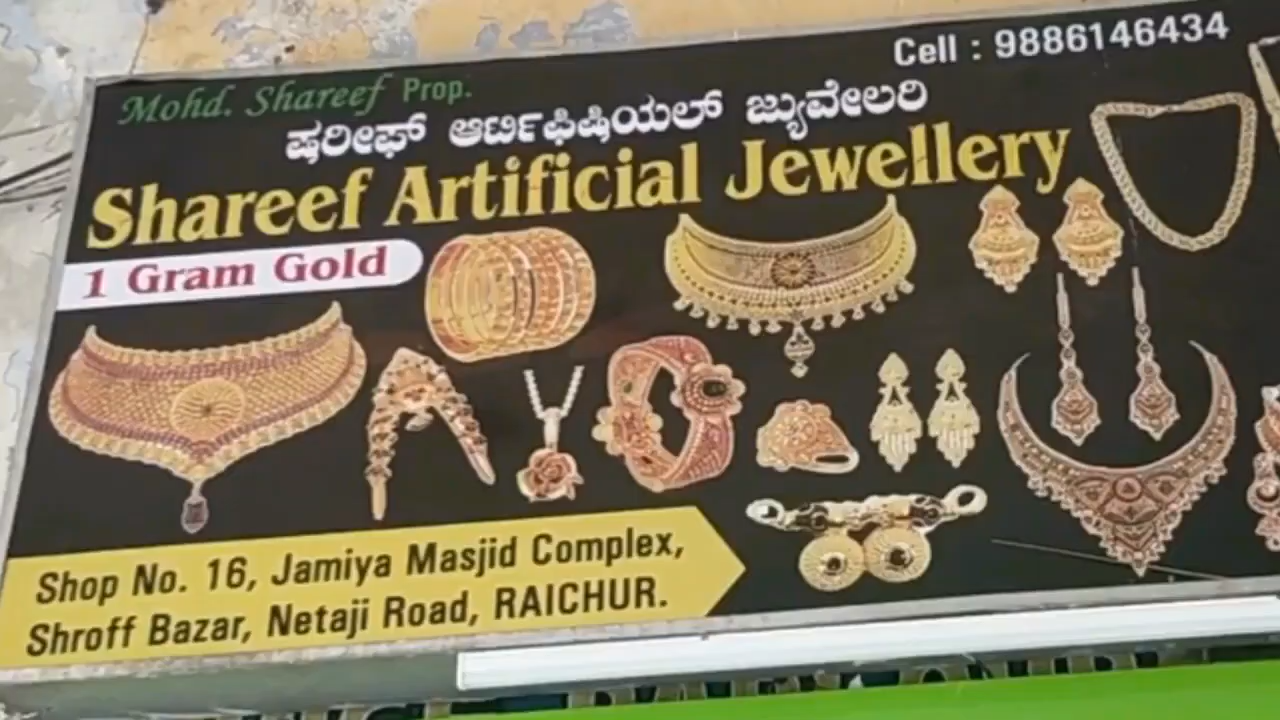 Cell : 9886146434
Mohd. Shareef Prop.
ಷರೀಫ್ ಆರ್ಟಿಫಿಷಿಯಲ್ ಜ್ಯುವೇಲರಿ
Shareef Artificial Jewellery
1 Gram Gold
Shop No. 16, Jamiya Masjid Complex,
Shroff Bazar, Netaji Road, RAICHUR.